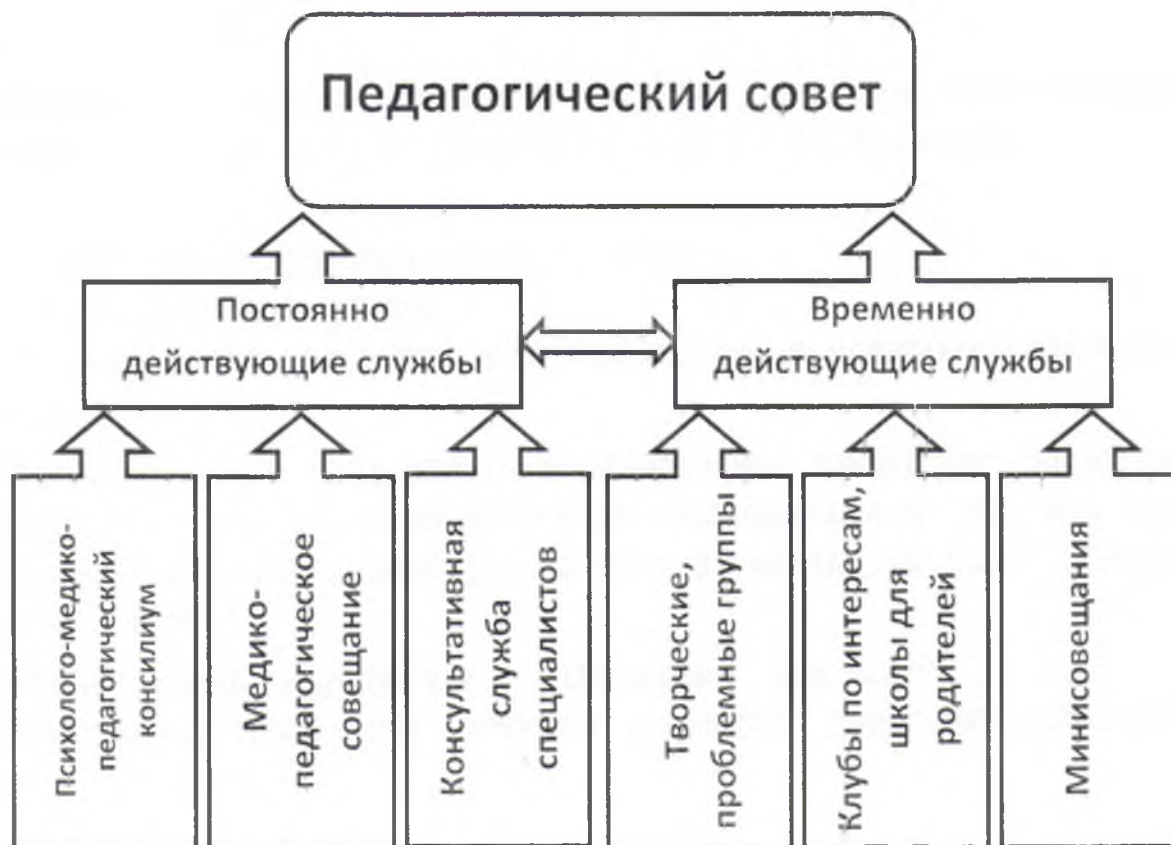 Педагогический совет
Постоянно
действующие службы
Временно
действующие службы
Психолого-медико-
педагогический
консилиум
Медико-
педагогическое
совещание
Консультативная
служба
специалистов
Творческие,
проблемные группы
Клубы по интересам,
школы для
родителей
Минисовещания